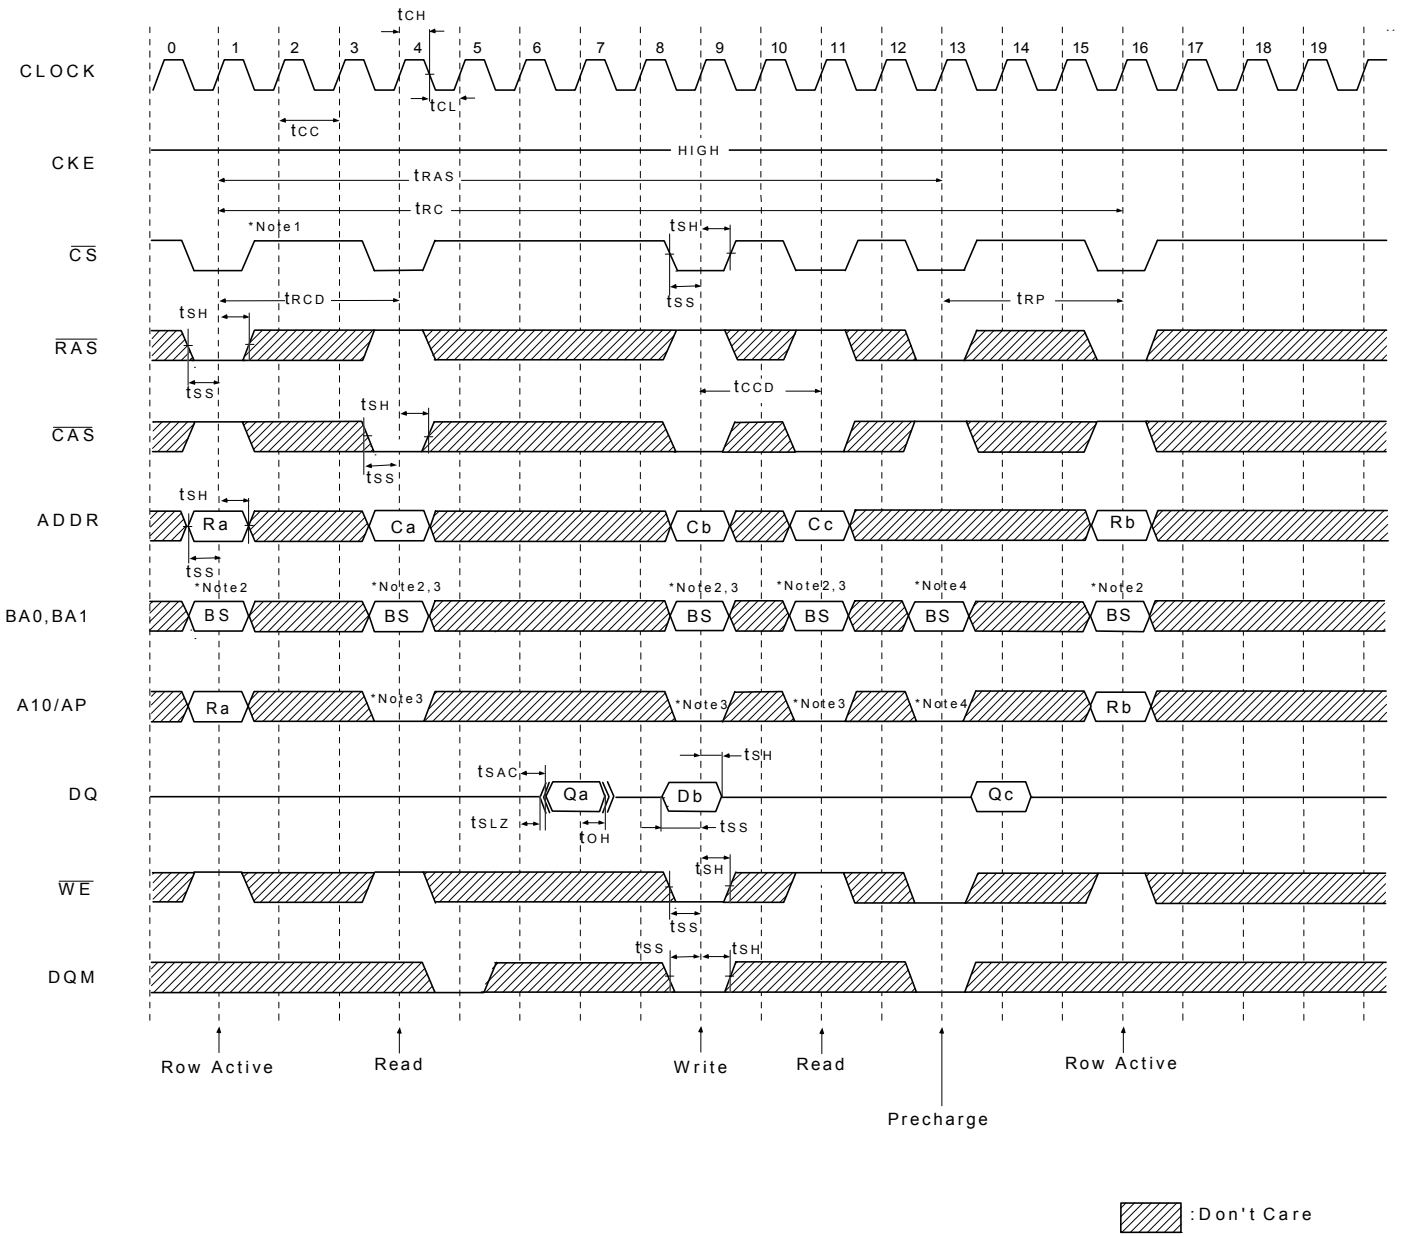 tCH
0 1 2 3 4 5 6 7 8 9 10 11 12 13 14 15 16 17 18 19
CLOCK
tCL
tCC
CKE
HIGH
tRAS
tRC
*Note1
tSH
CS
tSS
tRCD
tRP
tSH
RAS
tSS
tCCD
tSH
CAS
tSS
tSH
ADDR
Ra Ca Cb Cc Rb
tSS
*Note2 *Note2,3 *Note2,3 *Note2,3 *Note4 *Note2
BA0,BA1
BS BS BS BS BS BS
A10/AP
Ra *Note3 *Note3 *Note3 *Note4 Rb
tSH
tSAC
DQ
Qa Db Qc
tSLZ tOH tSS
tSH
WE
tSS
tSS tSH
DQM
Row Active Read Write Read Row Active
Precharge
:Don't Care